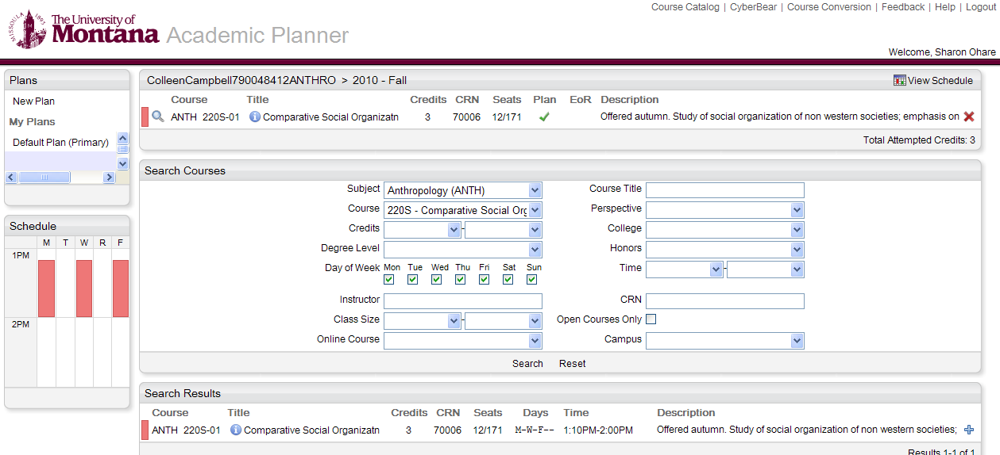 Course Catalog | CyberBear | Course Conversion | Feedback | Help | Logout
MISSOULA 1893
The University of
Montana Academic Planner
Welcome, Sharon Ohare
Plans
New Plan
My Plans
Default Plan (Primary)
Schedule
M T W R F
1PM
2PM
ColleenCampbell790048412ANTHRO > 2010 - Fall View Schedule
Course Title Credits CRN Seats Plan EoR Description
ANTH 220S-01 Comparative Social Organizatn 3 70006 12/171 Offered autumn. Study of social organization of non western societies; emphasis on
Total Attempted Credits: 3
Search Courses
Subject Anthropology (ANTH) Course Title
Course 220S - Comparative Social Org Perspective
Credits - College
Degree Level Honors
Day of Week Mon Tue Wed Thu Fri Sat Sun Time -
Instructor CRN
Class Size - Open Courses Only
Online Course Campus
Search Reset
Search Results
Course Title Credits CRN Seats Days Time Description
ANTH 220S-01 Comparative Social Organizatn 3 70006 12/171 M-W-F-- 1:10PM-2:00PM Offered autumn. Study of social organization of non western societies;
Results 1-1 of 1